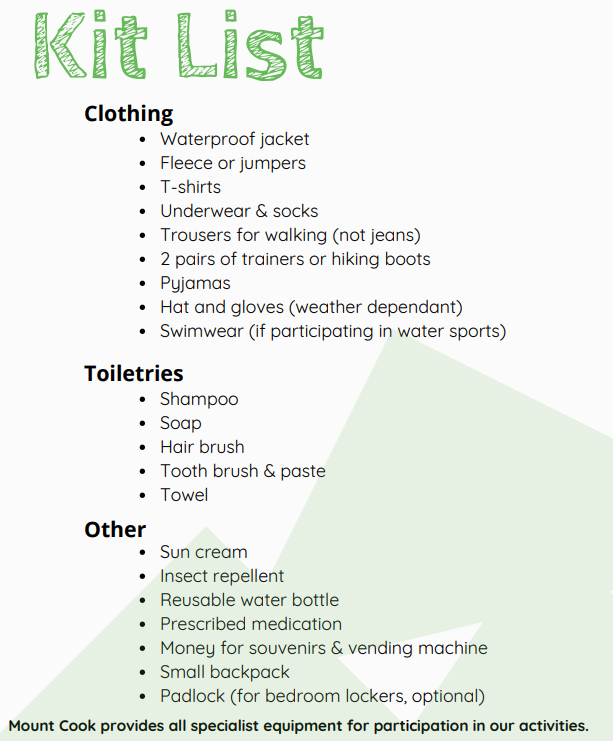 Kit List
Clothing
• Waterproof jacket
• Fleece or jumpers
• T-shirts
• Underwear & socks
• Trousers for walking (not jeans)
• 2 pairs of trainers or hiking boots
• Pyjamas
• Hat and gloves (weather dependant)
• Swimwear (if participating in water sports)
Toiletries
• Shampoo
• Soap
• Hair brush
• Tooth brush & paste
• Towel
Other
• Sun cream
• Insect repellent
• Reusable water bottle
• Prescribed medication
• Money for souvenirs & vending machine
• Small backpack
• Padlock (for bedroom lockers, optional)
Mount Cook provides all specialist equipment for participation in our activities.